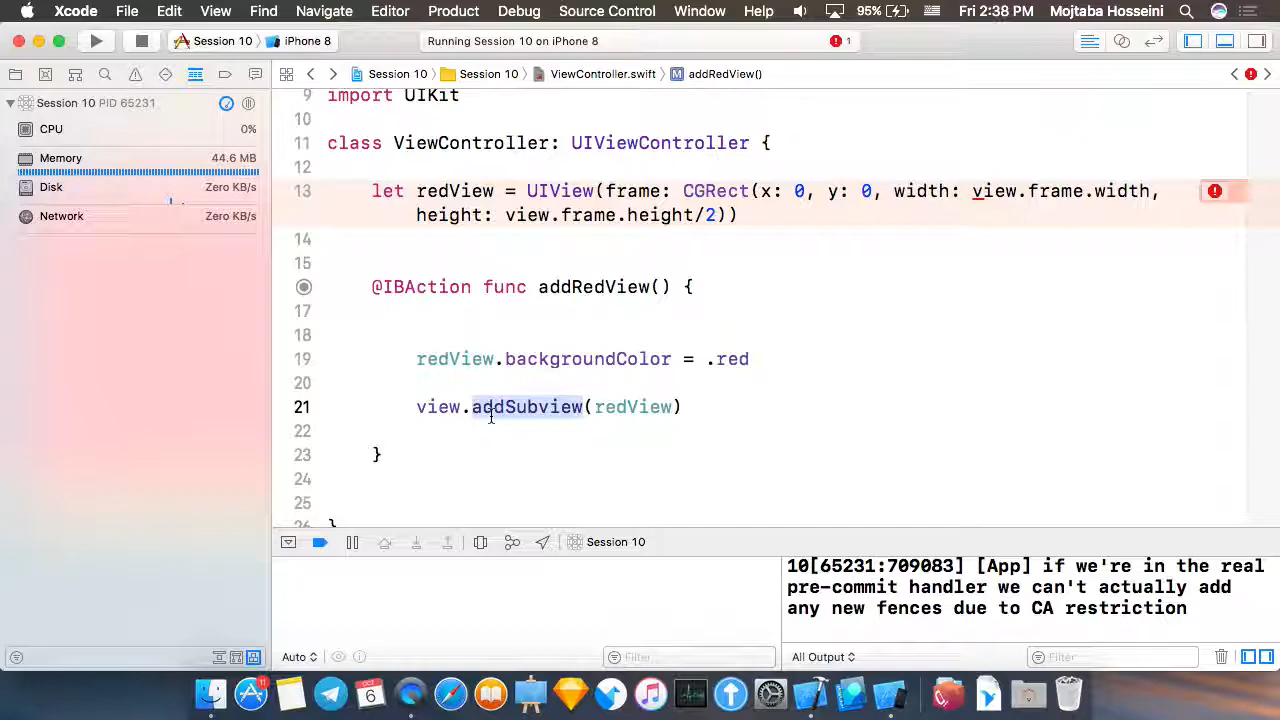 Xcode File Edit View Find Navigate Editor Product Debug Source Control Window Help 95% Fri 2:38 PM Mojtaba Hosseini
Session 10 iPhone 8 Running Session 10 on iPhone 8 1
Session 10 Session 10 ViewController.swift M addRedView()
Session 10 PID 65231
CPU 0%
Memory 44.6 MB
Disk Zero KB/s
Network Zero KB/s
9 import UIKit
10
11 class ViewController: UIViewController {
12
13 let redView = UIView(frame: CGRect(x: 0, y: 0, width: view.frame.width,
height: view.frame.height/2))
14
15
@IBAction func addRedView() {
17
18
19 redView.backgroundColor = .red
20
21 view.addSubview(redView)
22
23 }
24
25
26 }
Session 10
10[65231:709083] [App] if we're in the real
pre-commit handler we can't actually add
any new fences due to CA restriction
Auto Filter All Output Filter
11 6